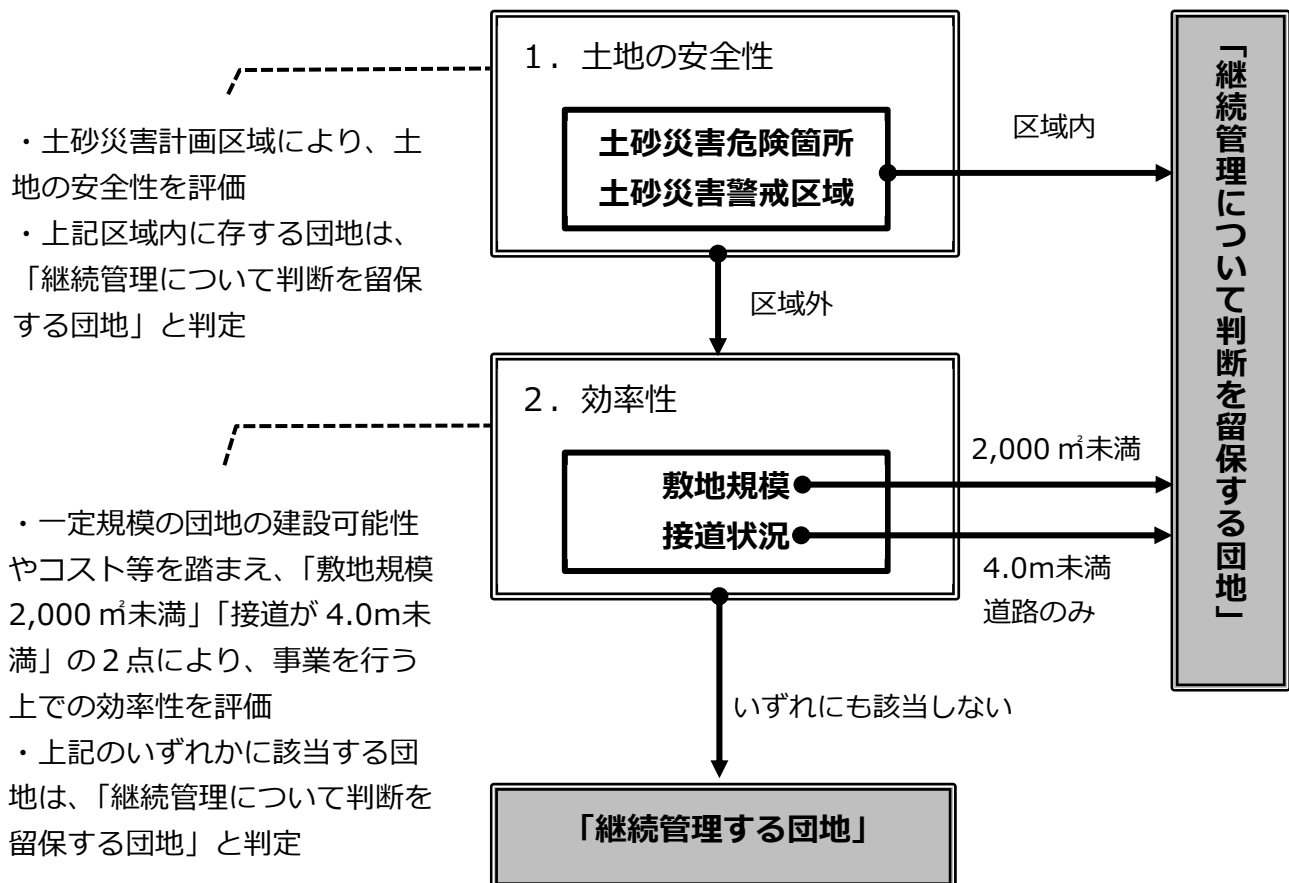 1．土地の安全性
土砂災害危険箇所
土砂災害警戒区域
区域内
「継続管理について判断を留保する団地」
・土砂災害計画区域により、土
地の安全性を評価
・上記区域内に存する団地は、
「継続管理について判断を留保
する団地」と判定
区域外
2．効率性
敷地規模
接道状況
2,000 ㎡未満
4.0m未満
道路のみ
・一定規模の団地の建設可能性
やコスト等を踏まえ、「敷地規模
2,000 ㎡未満」「接道が 4.0m未
満」の２点により、事業を行う
上での効率性を評価
・上記のいずれかに該当する団
地は、「継続管理について判断を
留保する団地」と判定
いずれにも該当しない
「継続管理する団地」